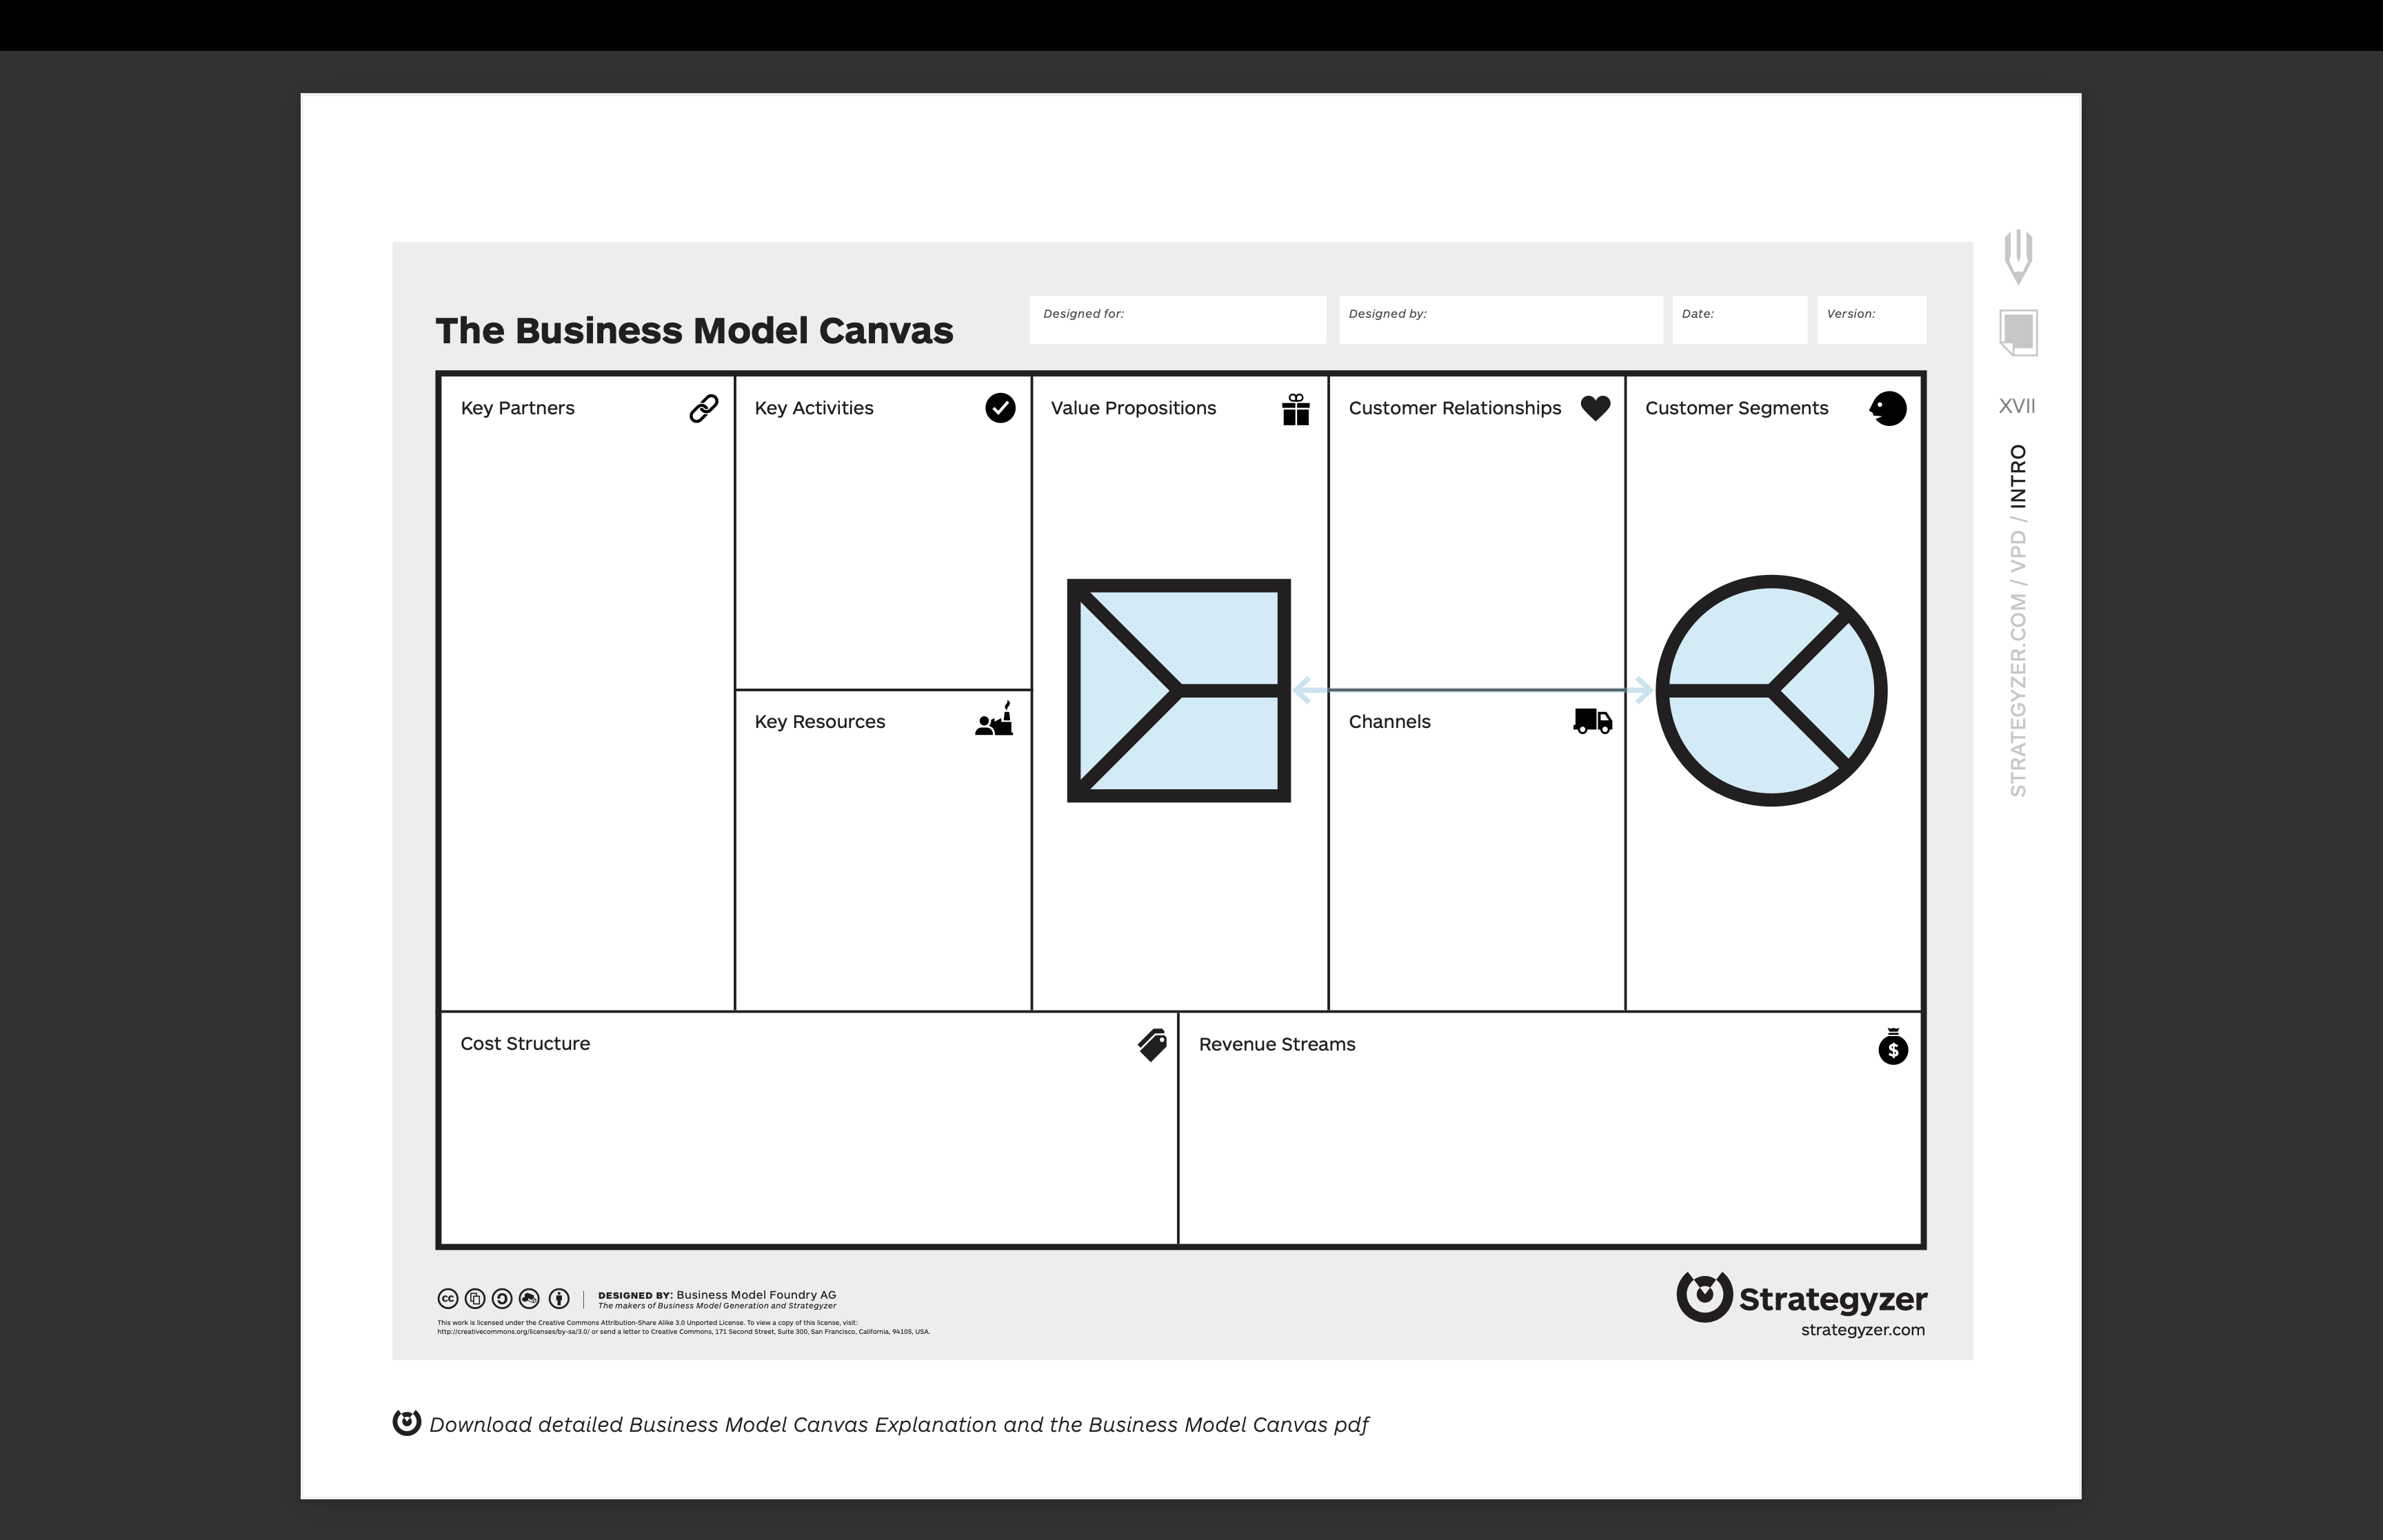 The Business Model Canvas
Designed for:
Designed by:
Date:
Version:
Key Partners
Key Activities
Value Propositions
Customer Relationships
Customer Segments
Key Resources
Channels
Cost Structure
Revenue Streams
$
cc
DESIGNED BY: Business Model Foundry AG
The makers of Business Model Generation and Strategyzer
This work is licensed under the Creative Commons Attribution-Share Alike 3.0 Unported License. To view a copy of this license, visit:
http://creativecommons.org/licenses/by-sa/3.0/ or send a letter to Creative Commons, 171 Second Street, Suite 300, San Francisco, California, 94105, USA.
Strategyzer
strategyzer.com
Download detailed Business Model Canvas Explanation and the Business Model Canvas pdf
XVII
STRATEGYZER.COM / VPD / INTRO